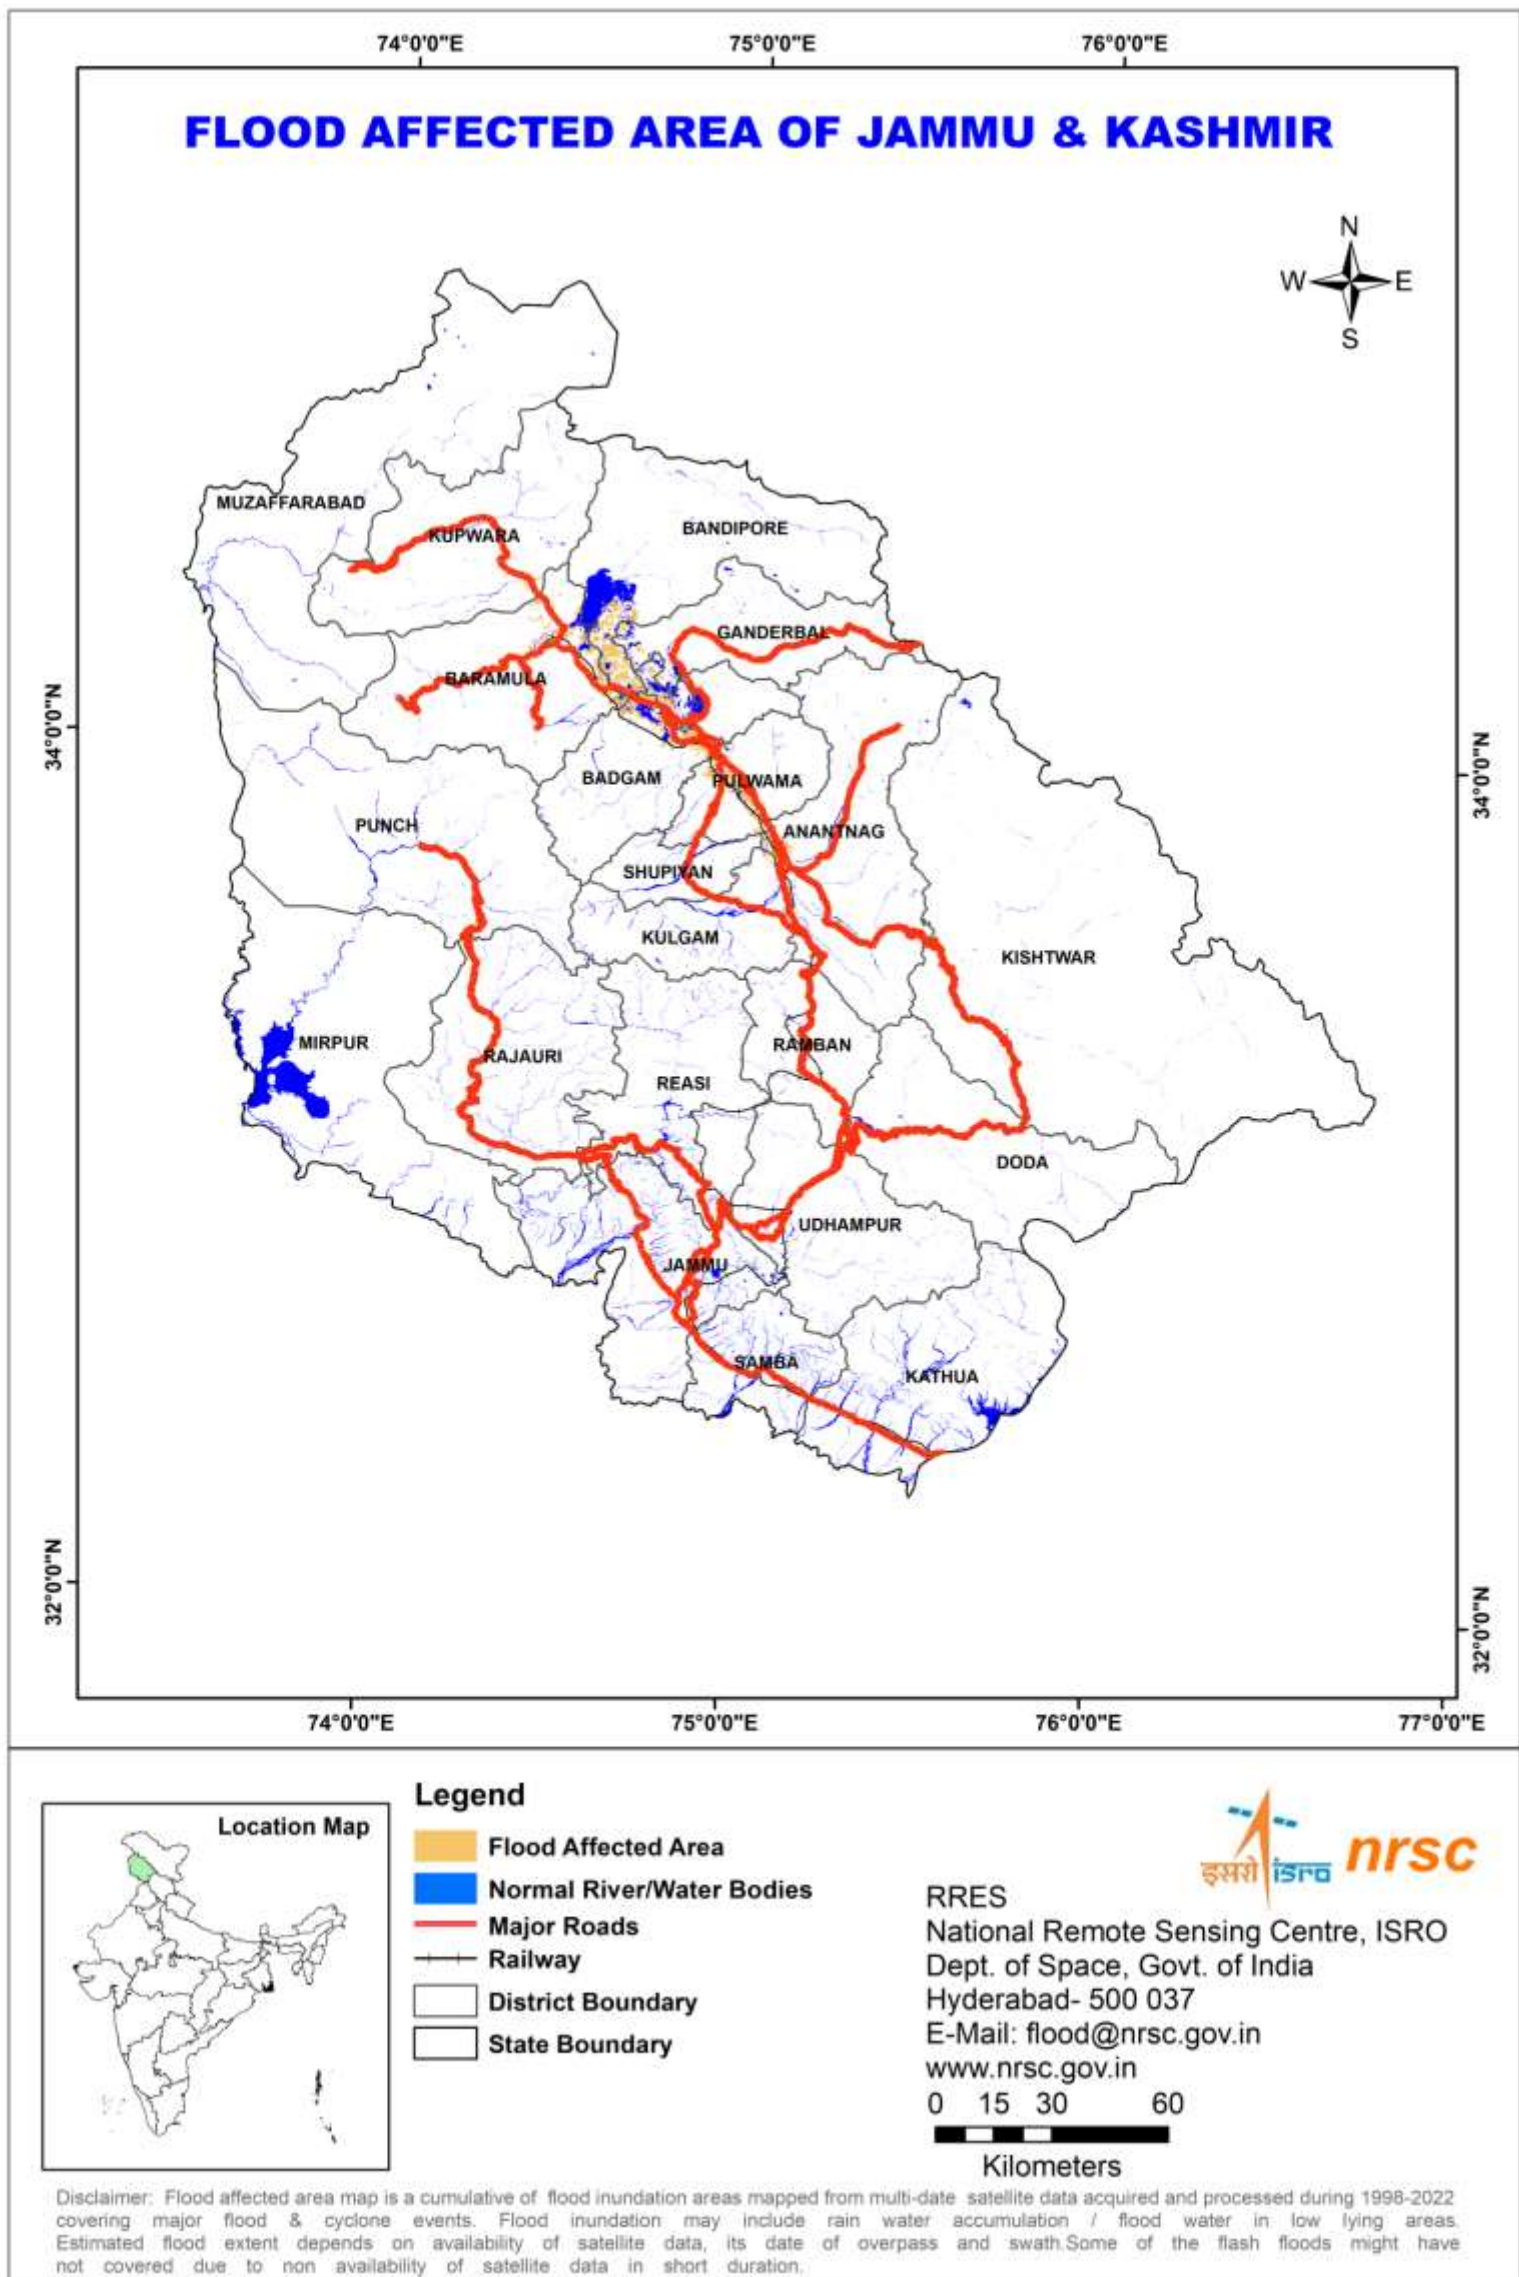 74°0'0"E 75°0'0"E 76°0'0"E
FLOOD AFFECTED AREA OF JAMMU & KASHMIR
N
W E
S
MUZAFFARABAD
BANDIPORE
KUPWARA
GANDERBAL
BARAMULA
34°0'0"N
34°0'0"N
BADGAM
PULWAMA
PUNCH
ANANTNAG
SHUPIYAN
KULGAM
KISHTWAR
MIRPUR
RAMBAN
RAJAURI
REASI
DODA
UDHAMPUR
JAMMU
SAMBA
KATHUA
32°0'0"N
32°0'0"N
74°0'0"E 75°0'0"E 76°0'0"E 77°0'0"E
Location Map
Legend
Flood Affected Area
Normal River/Water Bodies
Major Roads
Railway
District Boundary
State Boundary
इसरो isro nrsc
RRES
National Remote Sensing Centre, ISRO
Dept. of Space, Govt. of India
Hyderabad- 500 037
E-Mail: flood@nrsc.gov.in
www.nrsc.gov.in
0 15 30 60
Kilometers
Disclaimer: Flood affected area map is a cumulative of flood inundation areas mapped from multi-date satellite data acquired and processed during 1998-2022
covering major flood & cyclone events. Flood inundation may include rain water accumulation / flood water in low lying areas.
Estimated flood extent depends on availability of satellite data, its date of overpass and swath.Some of the flash floods might have
not covered due to non availability of satellite data in short duration.